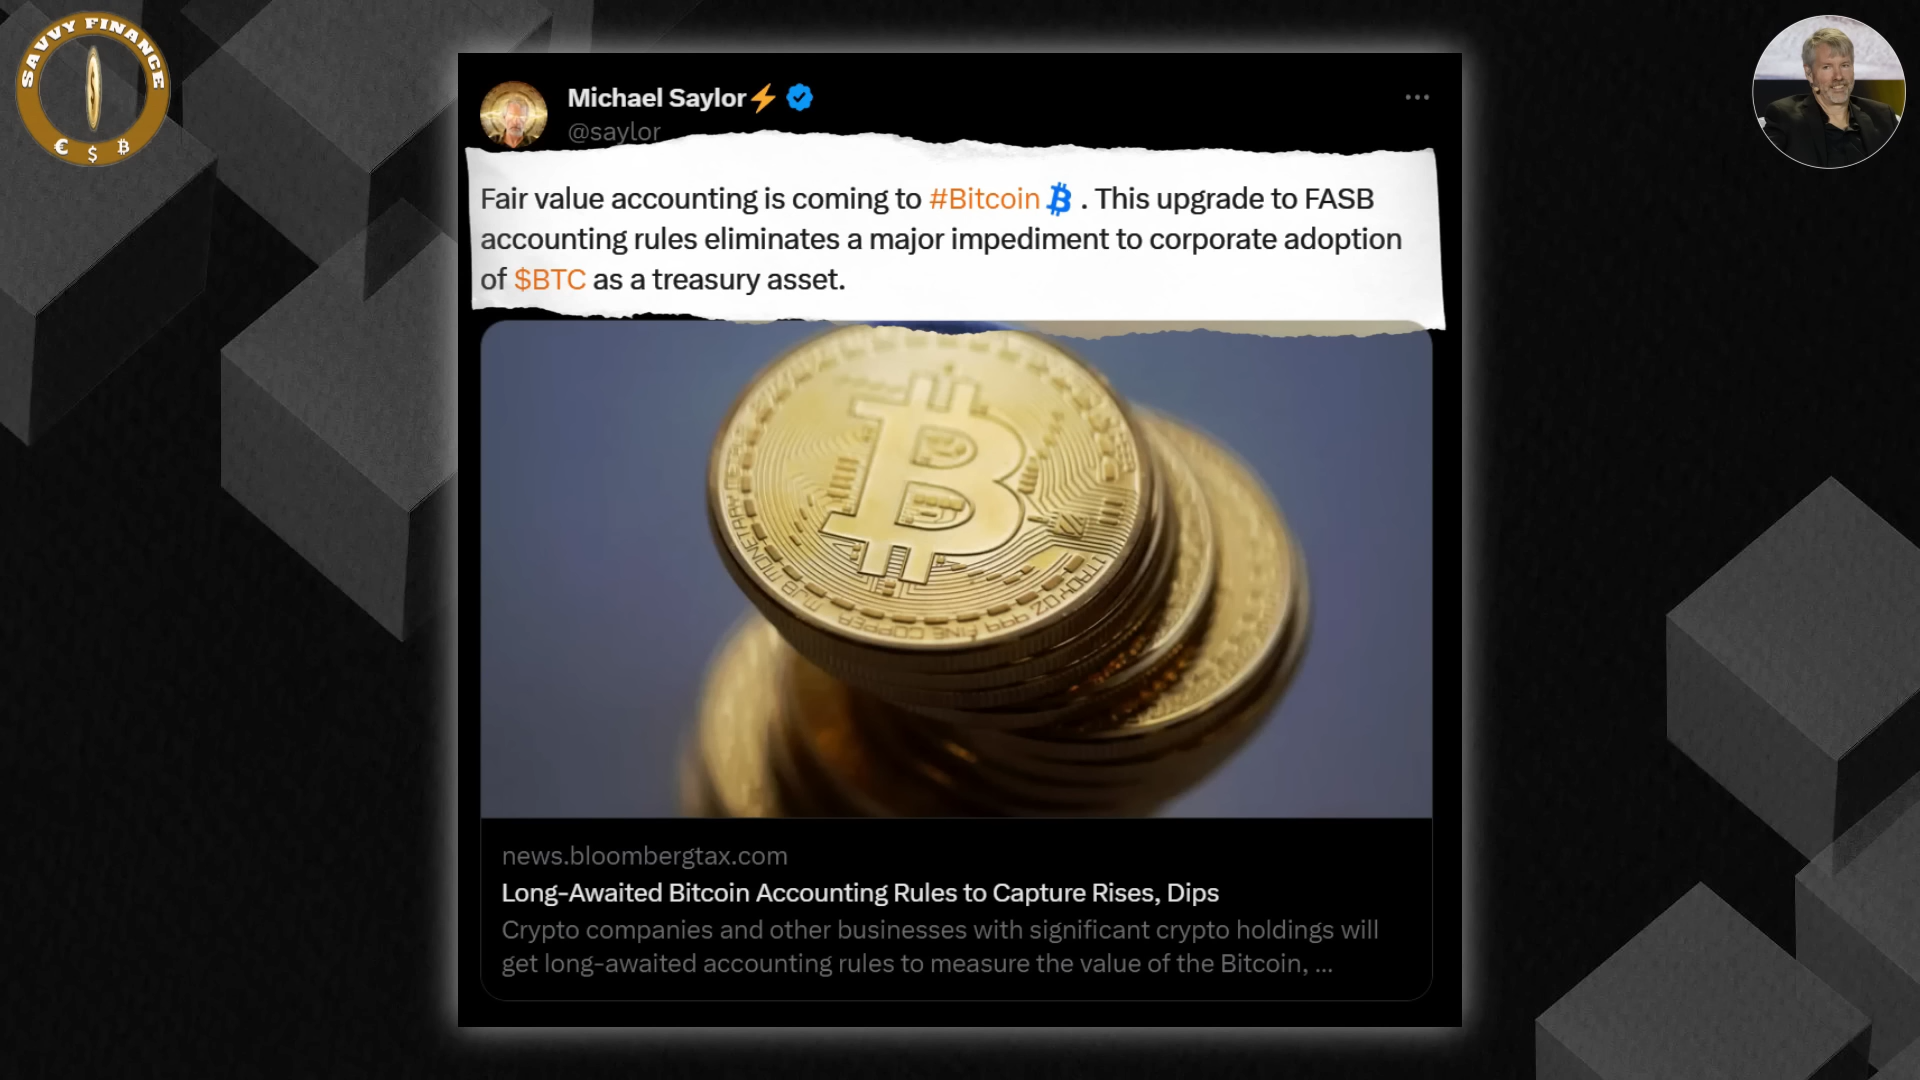 SAVVY FINANCE
€ $ ₿
Michael Saylor⚡
@saylor
Fair value accounting is coming to #Bitcoin₿ . This upgrade to FASB
accounting rules eliminates a major impediment to corporate adoption
of $BTC as a treasury asset.
999 FINE COPPER
news.bloombergtax.com
Long-Awaited Bitcoin Accounting Rules to Capture Rises, Dips
Crypto companies and other businesses with significant crypto holdings will
get long-awaited accounting rules to measure the value of the Bitcoin, ...